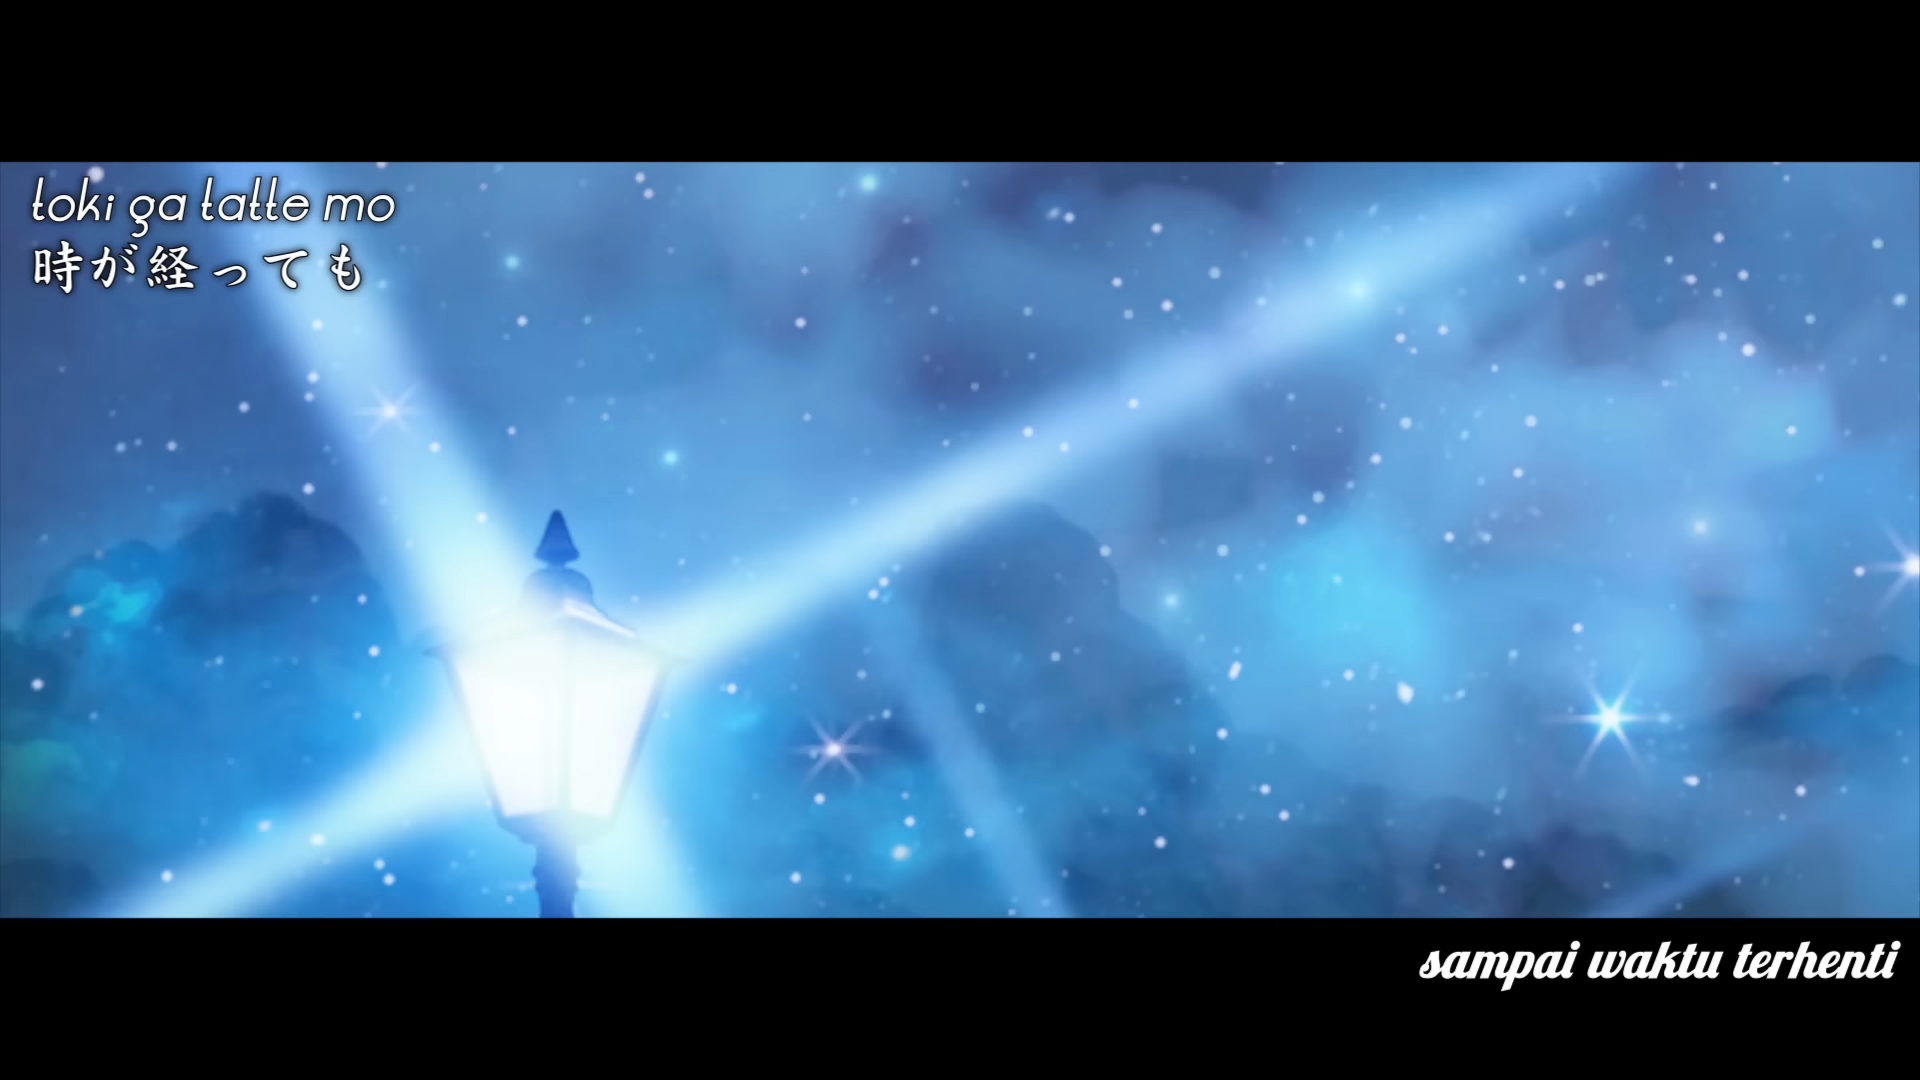 toki ga tatte mo
時が経っても
sampai waktu terhenti